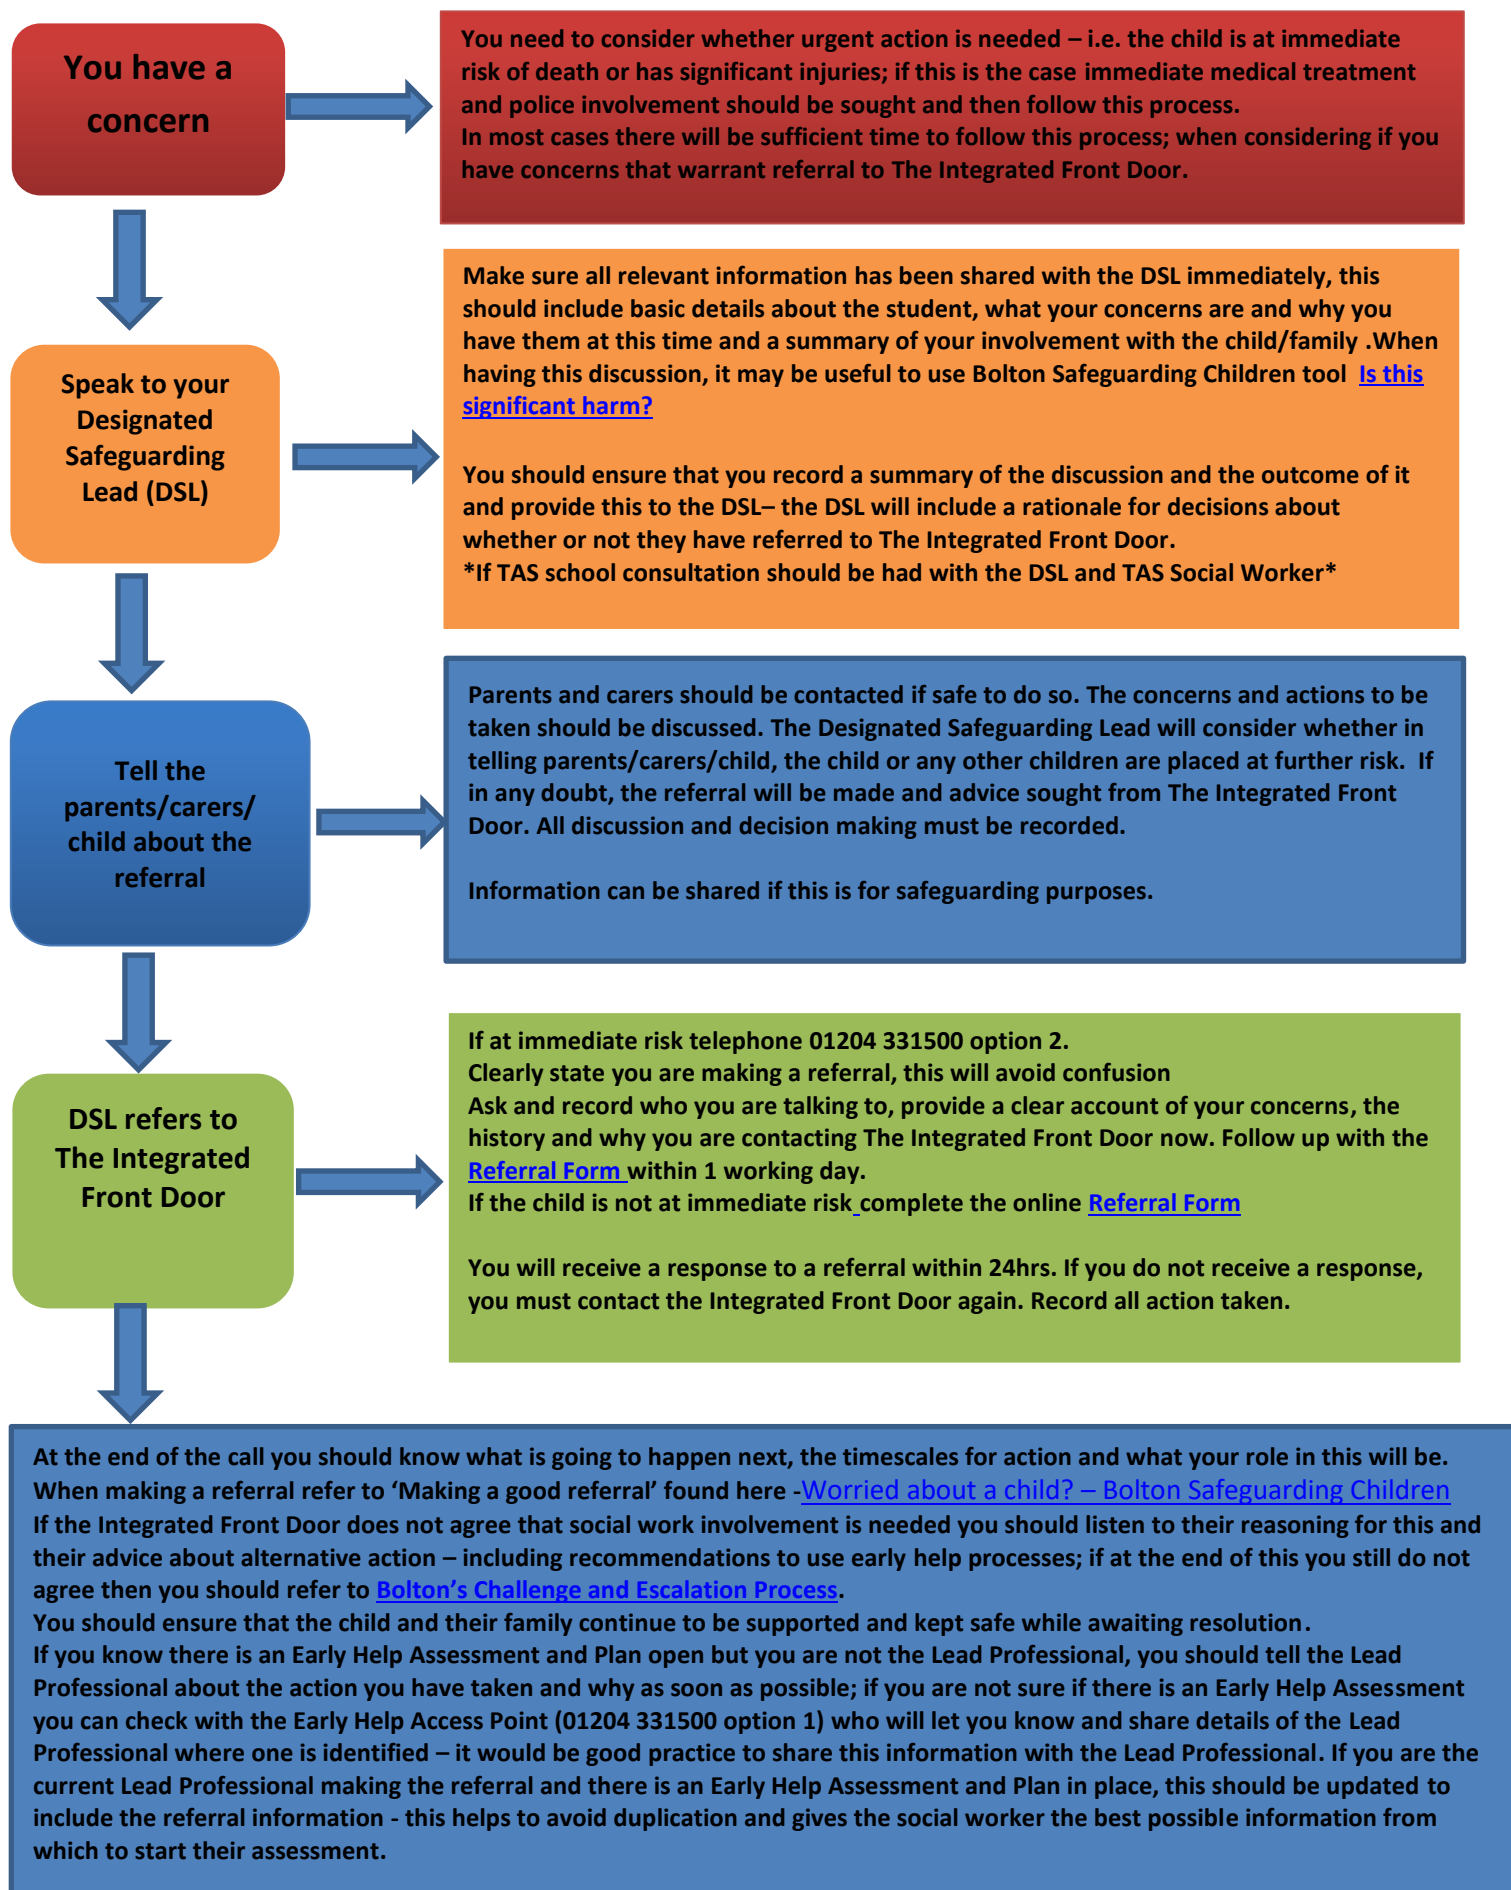 You have a
concern
You need to consider whether urgent action is needed – i.e. the child is at immediate
risk of death or has significant injuries; if this is the case immediate medical treatment
and police involvement should be sought and then follow this process.
In most cases there will be sufficient time to follow this process; when considering if you
have concerns that warrant referral to The Integrated Front Door.
Speak to your
Designated
Safeguarding
Lead (DSL)
Make sure all relevant information has been shared with the DSL immediately, this
should include basic details about the student, what your concerns are and why you
have them at this time and a summary of your involvement with the child/family .When
having this discussion, it may be useful to use Bolton Safeguarding Children tool  Is this
significant harm?
You should ensure that you record a summary of the discussion and the outcome of it
and provide this to the DSL– the DSL will include a rationale for decisions about
whether or not they have referred to The Integrated Front Door.
*If TAS school consultation should be had with the DSL and TAS Social Worker*
Tell the
parents/carers/
child about the
referral
Parents and carers should be contacted if safe to do so. The concerns and actions to be
taken should be discussed. The Designated Safeguarding Lead will consider whether in
telling parents/carers/child, the child or any other children are placed at further risk.  If
in any doubt, the referral will be made and advice sought from The Integrated Front
Door. All discussion and decision making must be recorded.
Information can be shared if this is for safeguarding purposes.
DSL refers to
The Integrated
Front Door
If at immediate risk telephone 01204 331500 option 2.
Clearly state you are making a referral, this will avoid confusion
Ask and record who you are talking to, provide a clear account of your concerns, the
history and why you are contacting The Integrated Front Door now. Follow up with the
Referral Form within 1 working day.
If the child is not at immediate risk complete the online Referral Form
You will receive a response to a referral within 24hrs. If you do not receive a response,
you must contact the Integrated Front Door again. Record all action taken.
At the end of the call you should know what is going to happen next, the timescales for action and what your role in this will be.
When making a referral refer to ‘Making a good referral’ found here -Worried about a child? – Bolton Safeguarding Children
If the Integrated Front Door does not agree that social work involvement is needed you should listen to their reasoning for this and
their advice about alternative action – including recommendations to use early help processes; if at the end of this you still do not
agree then you should refer to Bolton’s Challenge and Escalation Process.
You should ensure that the child and their family continue to be supported and kept safe while awaiting resolution.
If you know there is an Early Help Assessment and Plan open but you are not the Lead Professional, you should tell the Lead
Professional about the action you have taken and why as soon as possible; if you are not sure if there is an Early Help Assessment
you can check with the Early Help Access Point (01204 331500 option 1) who will let you know and share details of the Lead
Professional where one is identified – it would be good practice to share this information with the Lead Professional. If you are the
current Lead Professional making the referral and there is an Early Help Assessment and Plan in place, this should be updated to
include the referral information - this helps to avoid duplication and gives the social worker the best possible information from
which to start their assessment.